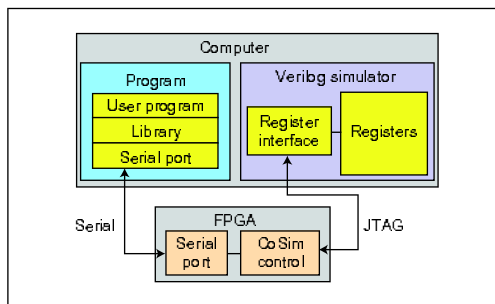 Computer
Program
User program
Library
Serial port
Verilog simulator
Register
interface
Registers
Serial
JTAG
FPGA
Serial
port
CoSim
control